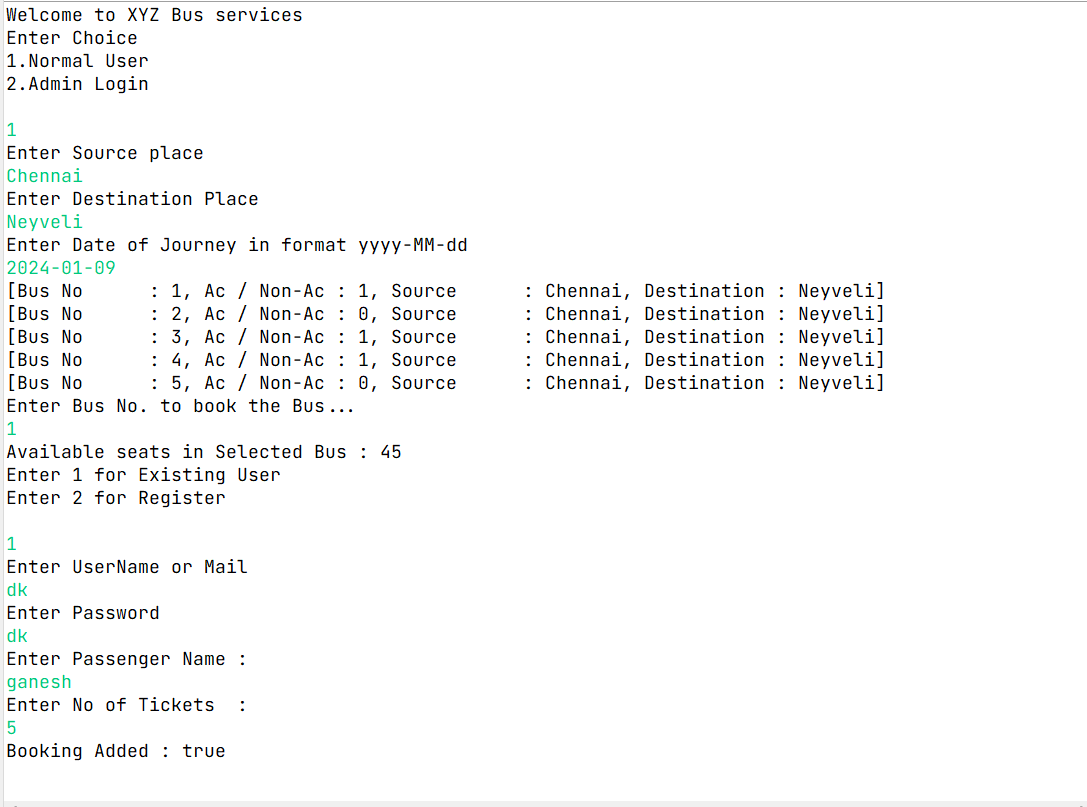 Welcome to XYZ Bus services
Enter Choice
1.Normal User
2.Admin Login
1
Enter Source place
Chennai
Enter Destination Place
Neyveli
Enter Date of Journey in format yyyy-MM-dd
2024-01-09
[Bus No      : 1, Ac / Non-Ac : 1, Source      : Chennai, Destination : Neyveli]
[Bus No      : 2, Ac / Non-Ac : 0, Source      : Chennai, Destination : Neyveli]
[Bus No      : 3, Ac / Non-Ac : 1, Source      : Chennai, Destination : Neyveli]
[Bus No      : 4, Ac / Non-Ac : 1, Source      : Chennai, Destination : Neyveli]
[Bus No      : 5, Ac / Non-Ac : 0, Source      : Chennai, Destination : Neyveli]
Enter Bus No. to book the Bus...
1
Available seats in Selected Bus : 45
Enter 1 for Existing User
Enter 2 for Register
1
Enter UserName or Mail
dk
Enter Password
dk
Enter Passenger Name :
ganesh
Enter No of Tickets  :
5
Booking Added : true